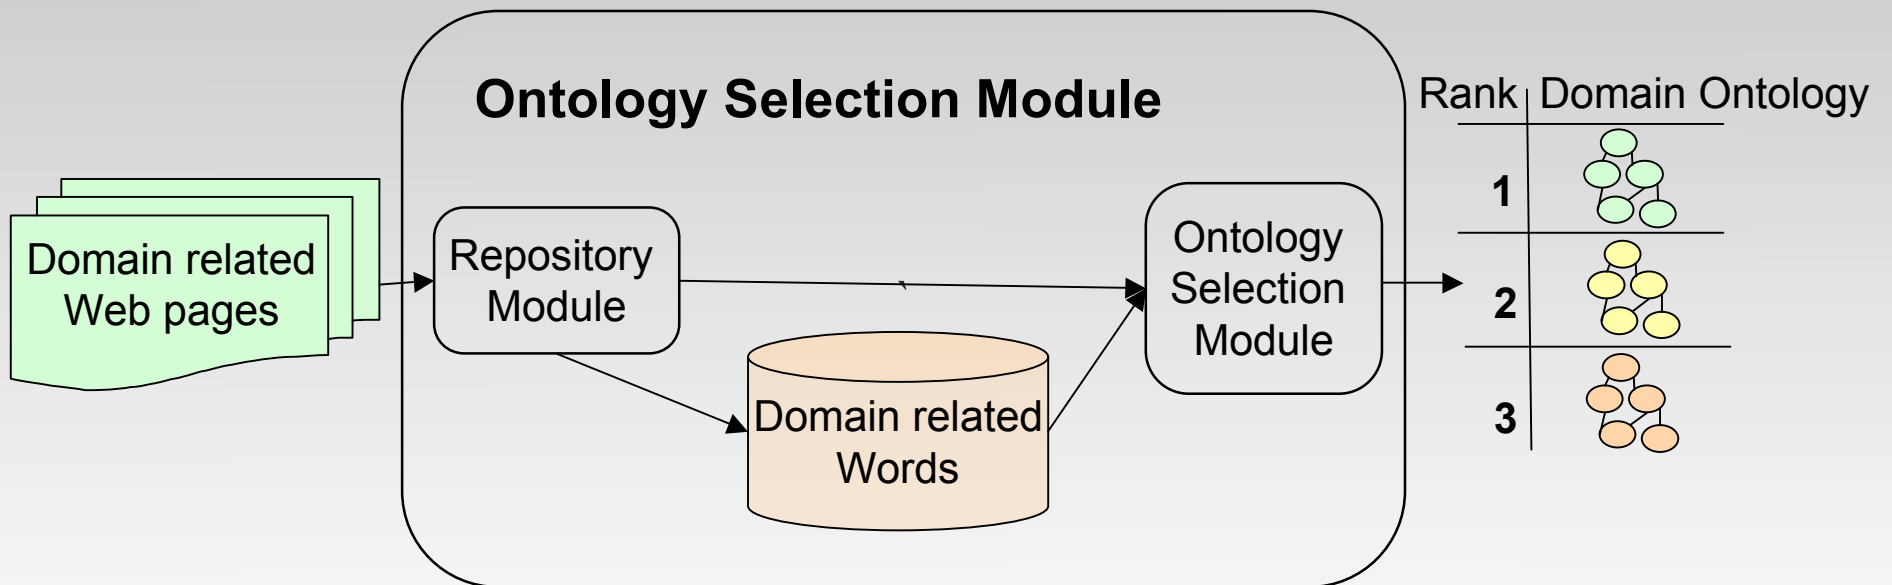 Ontology Selection Module
Rank Domain Ontology
Domain related
Web pages
Repository
Module
Domain related
Words
Ontology
Selection
Module
1
2
3